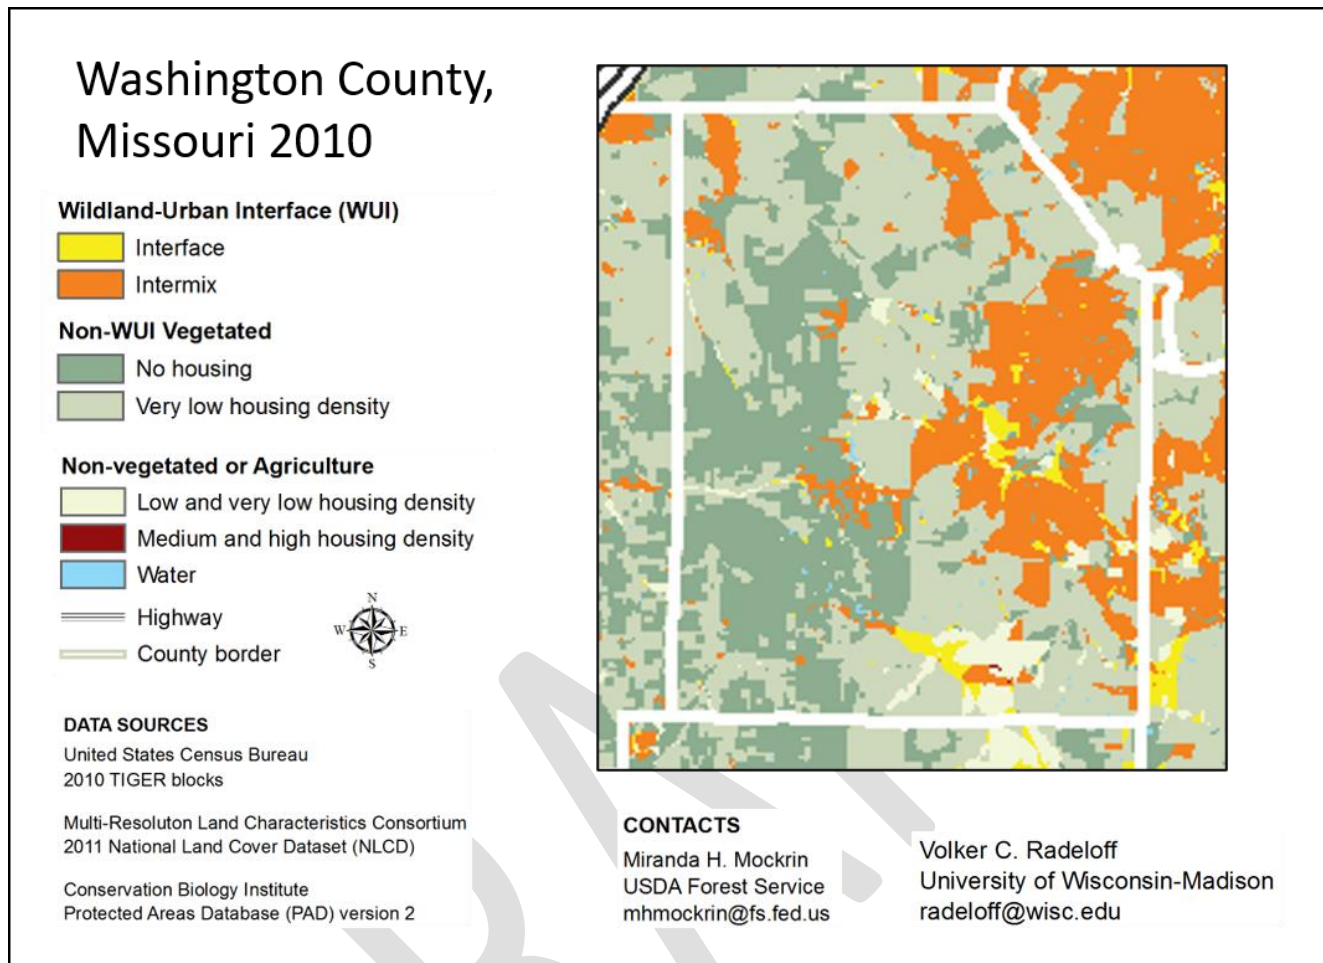 Washington County,
Missouri 2010
Wildland-Urban Interface (WUI)
Interface
Intermix
Non-WUI Vegetated
No housing
Very low housing density
Non-vegetated or Agriculture
Low and very low housing density
Medium and high housing density
Water
Highway
County border
N
W E
S
DATA SOURCES
United States Census Bureau
2010 TIGER blocks
Multi-Resoluton Land Characteristics Consortium
2011 National Land Cover Dataset (NLCD)
Conservation Biology Institute
Protected Areas Database (PAD) version 2
CONTACTS
Miranda H. Mockrin
USDA Forest Service
mhmockrin@fs.fed.us
Volker C. Radeloff
University of Wisconsin-Madison
radeloff@wisc.edu